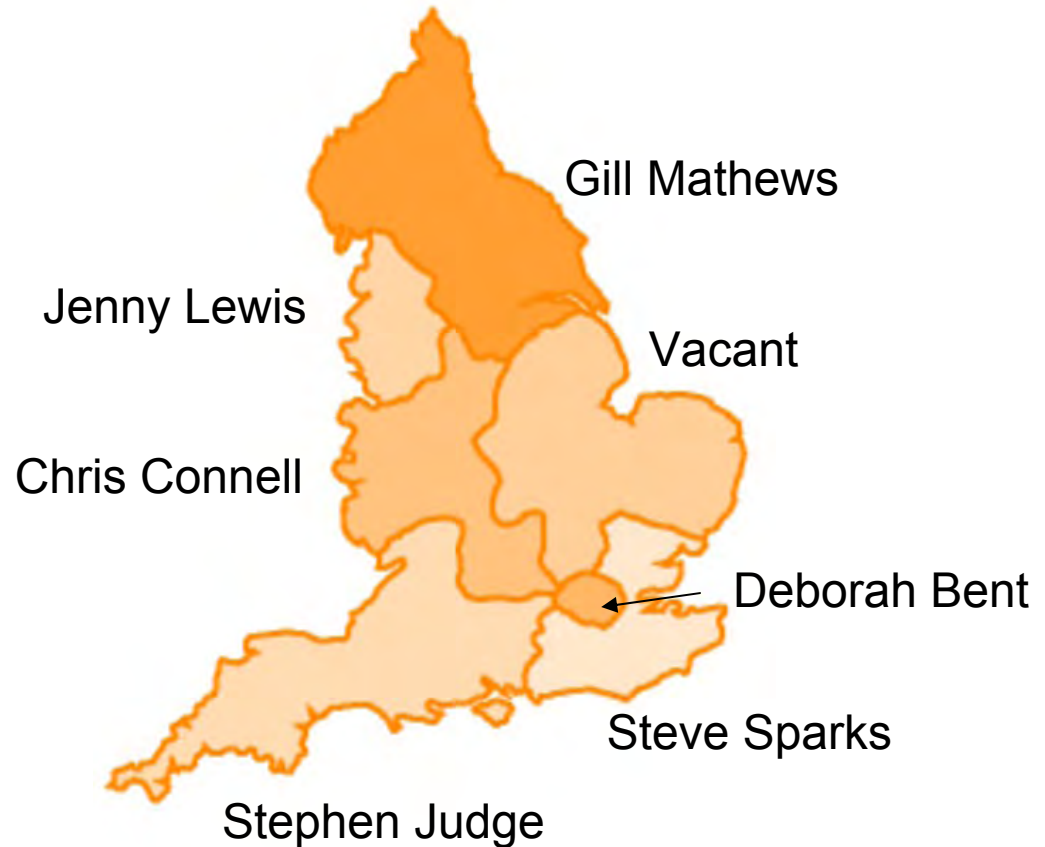 Gill Mathews
Jenny Lewis
Vacant
Chris Connell
Deborah Bent
Steve Sparks
Stephen Judge